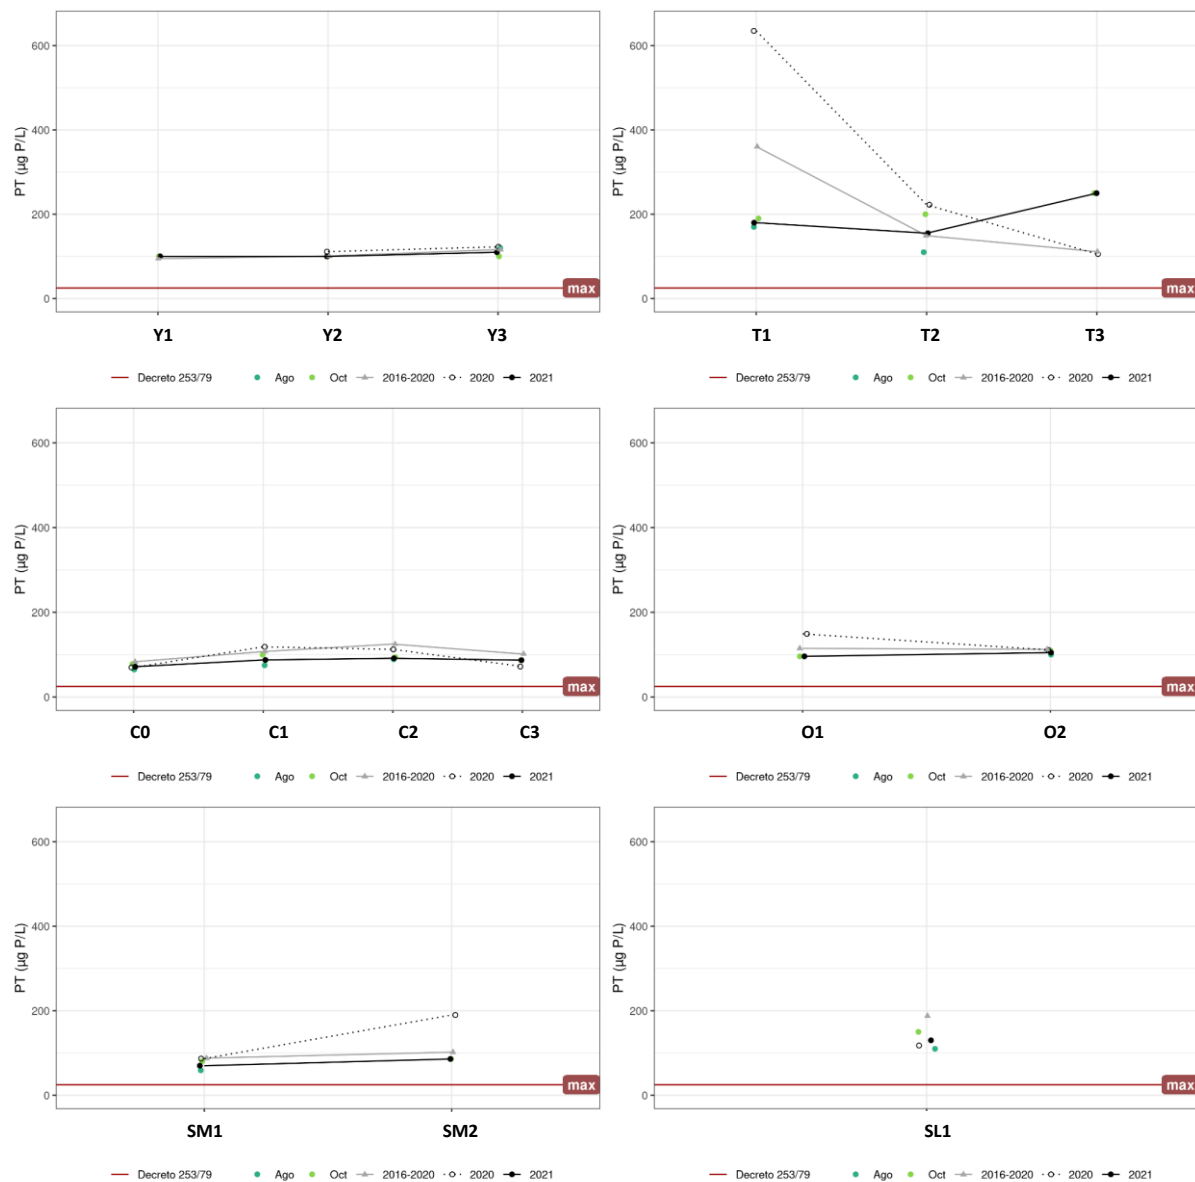 PT (µg P/L)
600
400
200
0
max
Y1 Y2 Y3
Decreto 253/79 Ago Oct 2016-2020 2020 2021
PT (µg P/L)
600
400
200
0
max
T1 T2 T3
Decreto 253/79 Ago Oct 2016-2020 2020 2021
PT (µg P/L)
600
400
200
0
max
C0 C1 C2 C3
Decreto 253/79 Ago Oct 2016-2020 2020 2021
PT (µg P/L)
600
400
200
0
max
O1 O2
Decreto 253/79 Ago Oct 2016-2020 2020 2021
PT (µg P/L)
600
400
200
0
max
SM1 SM2
Decreto 253/79 Ago Oct 2016-2020 2020 2021
PT (µg P/L)
600
400
200
0
max
SL1
Decreto 253/79 Ago Oct 2016-2020 2020 2021